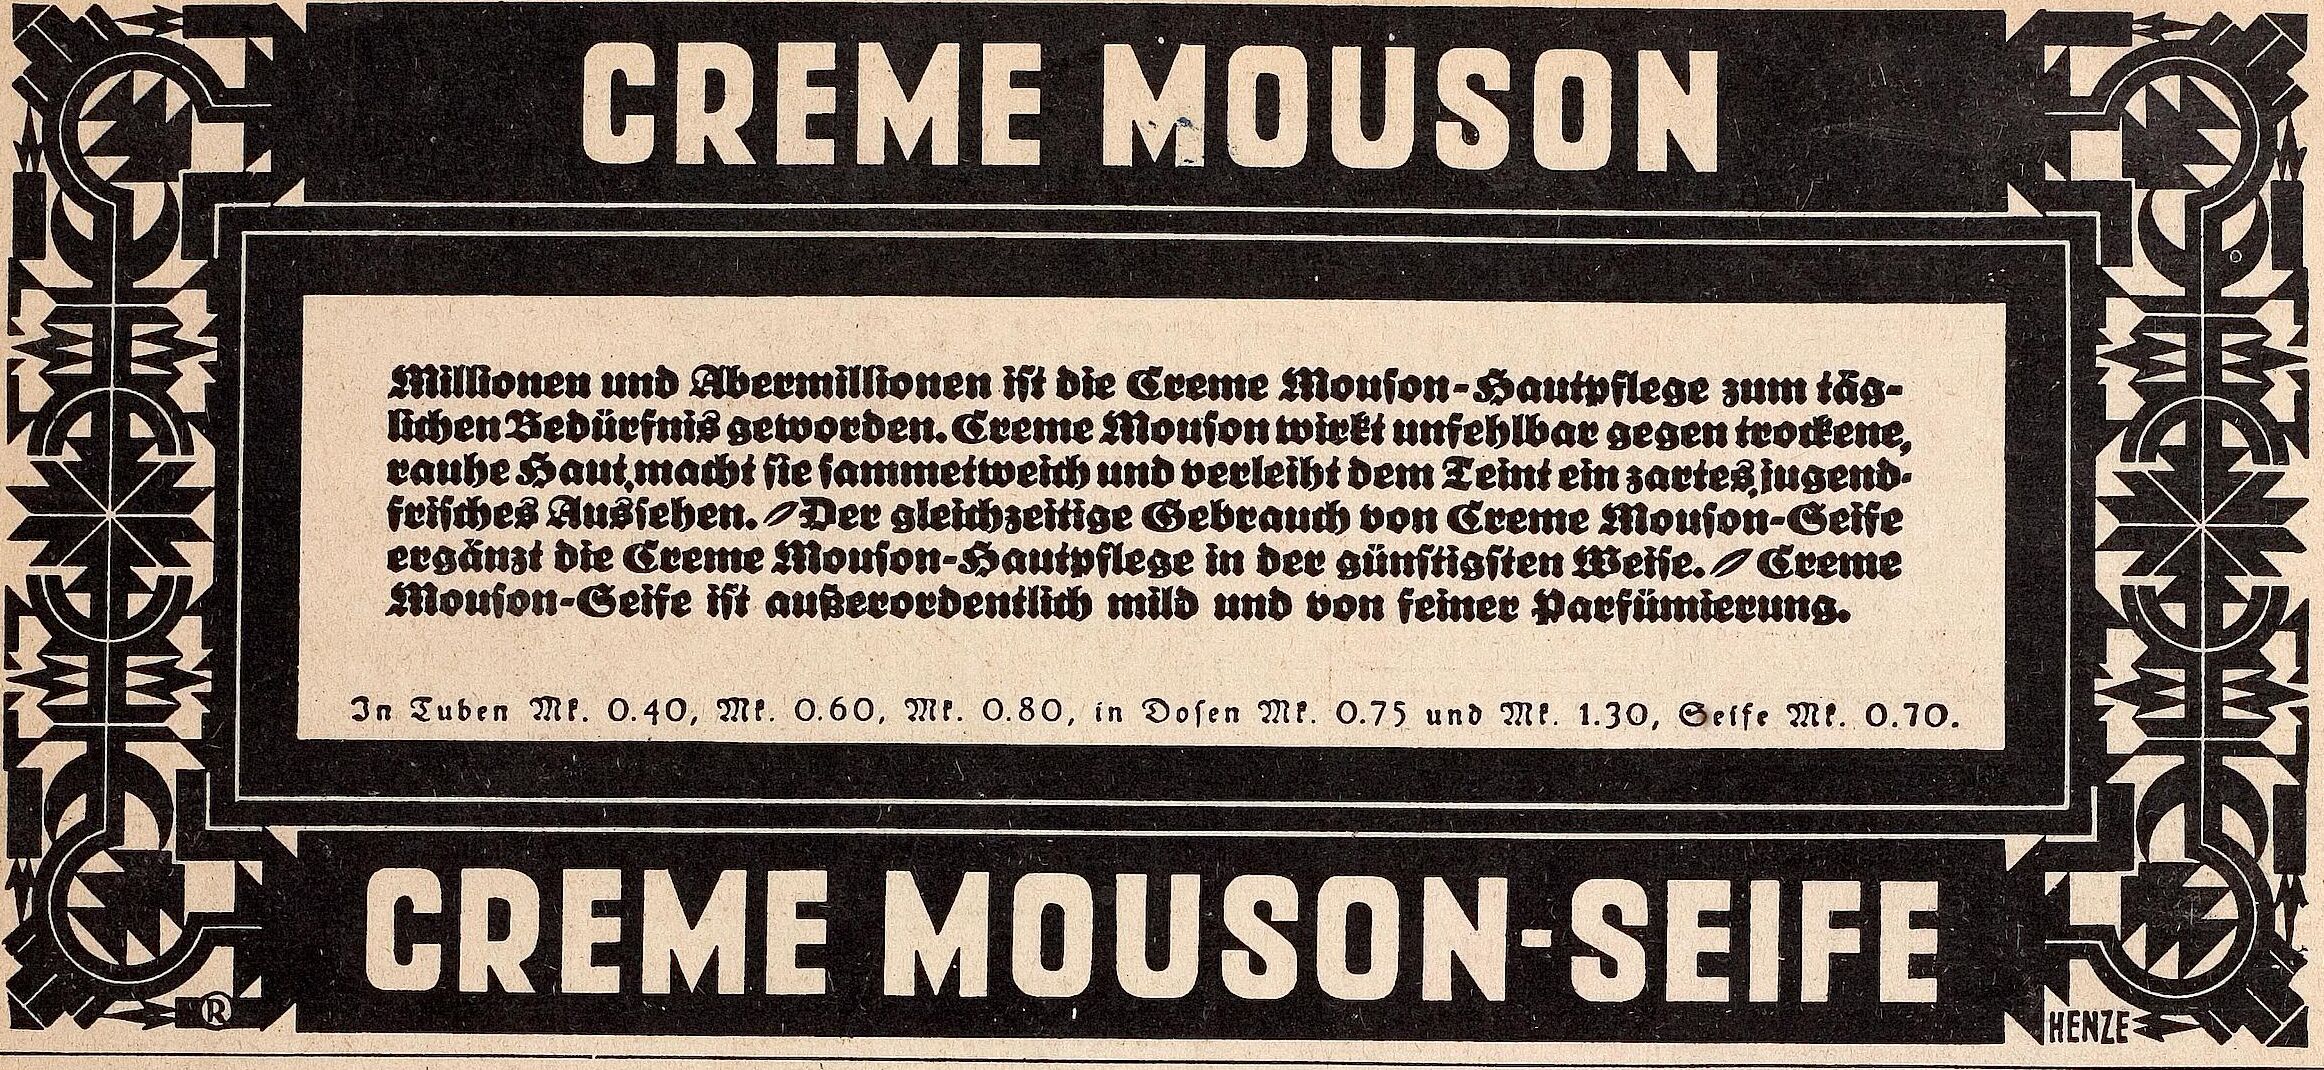 CREME MOUSON
Millionen und Abermillionen ist die Creme Mouson-Hautpflege zum täg-
lichen Bedürfnis geworden. Creme Mouson wirkt unfehlbar gegen trockene,
rauhe Haut, macht sie sammetweich und verleiht dem Teint ein zartes, jugend-
frisches Aussehen. Der gleichzeitige Gebrauch von Creme Mouson-Seife
ergänzt die Creme Mouson-Hautpflege in der günstigsten Weise. Creme
Mouson-Seife ist außerordentlich mild und von feiner Parfümierung.
In Tuben Mk. 0.40, Mk. 0.60, Mk. 0.80, in Dosen Mk. 0.75 und Mk. 1.30, Seife Mk. 0.70.
CREME MOUSON-SEIFE
®
HENZE